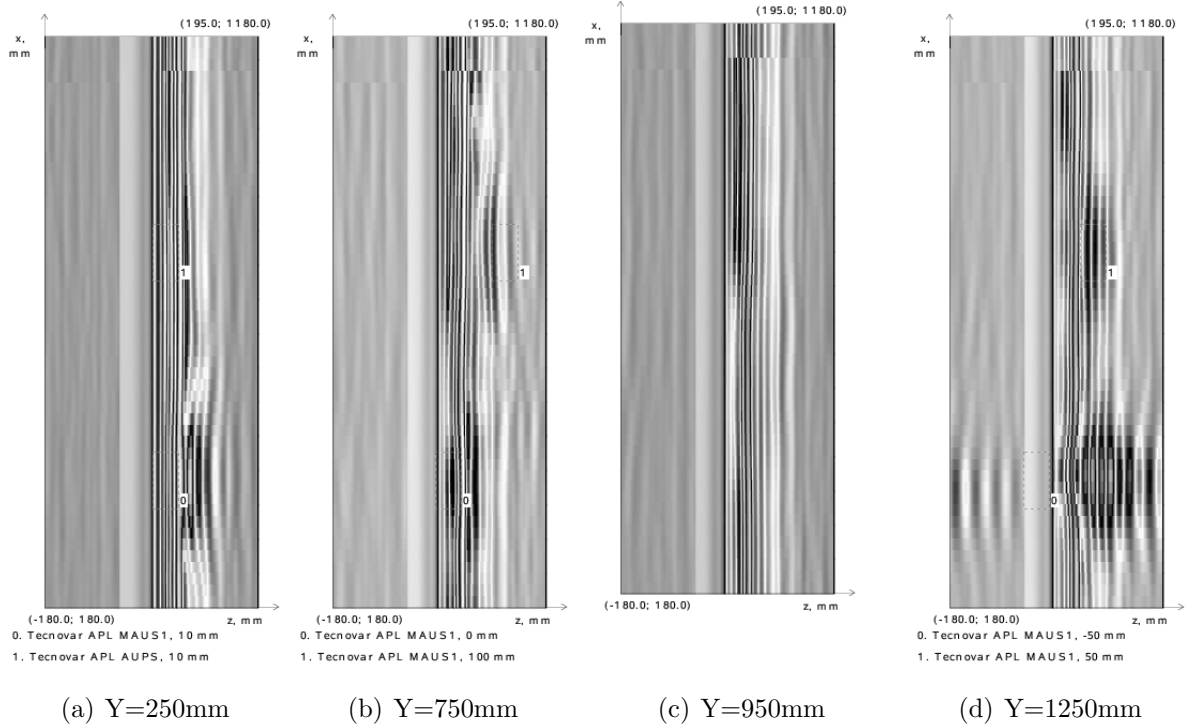 (195.0; 1180.0)
x,
mm
1
0
(-180.0; 180.0)
z, mm
0. Tecnovar APL MAUS1, 10 mm
1. Tecnovar APL AUPS, 10 mm
(a) Y=250mm
(195.0; 1180.0)
x,
mm
1
0
(-180.0; 180.0)
z, mm
0. Tecnovar APL MAUS1, 0 mm
1. Tecnovar APL MAUS1, 100 mm
(b) Y=750mm
(195.0; 1180.0)
x,
mm
(-180.0; 180.0)
z, mm
(c) Y=950mm
(195.0; 1180.0)
x,
mm
1
0
(-180.0; 180.0)
z, mm
0. Tecnovar APL MAUS1, -50 mm
1. Tecnovar APL MAUS1, 50 mm
(d) Y=1250mm